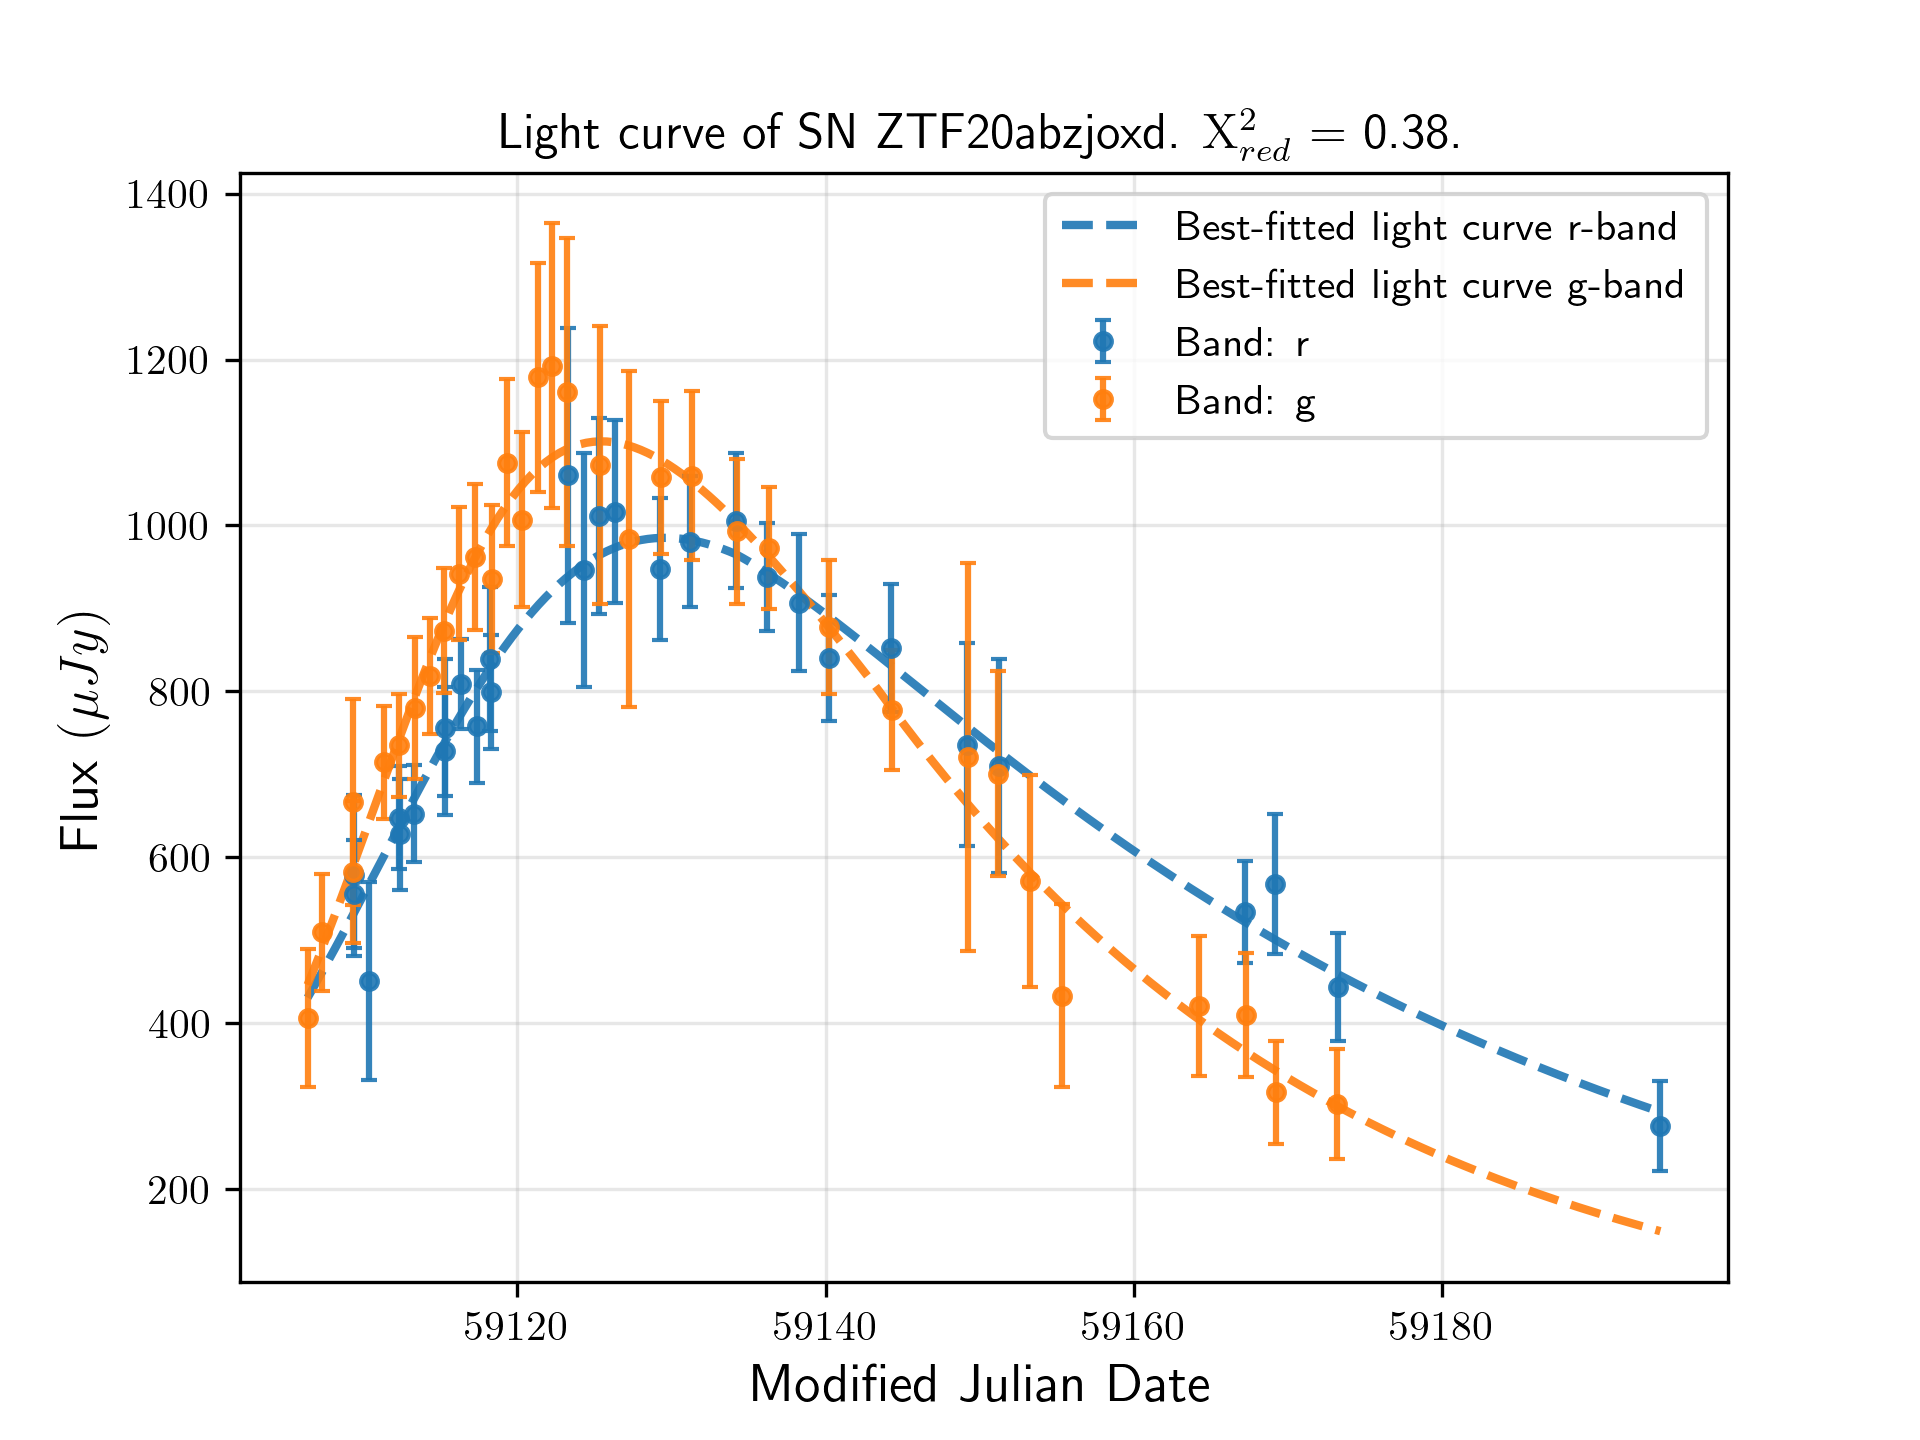 Light curve of SN ZTF20abzjoxd. X²_red = 0.38.
1400
1200
1000
800
600
400
200
Flux (μJy)
Best-fitted light curve r-band
Best-fitted light curve g-band
Band: r
Band: g
59120 59140 59160 59180
Modified Julian Date